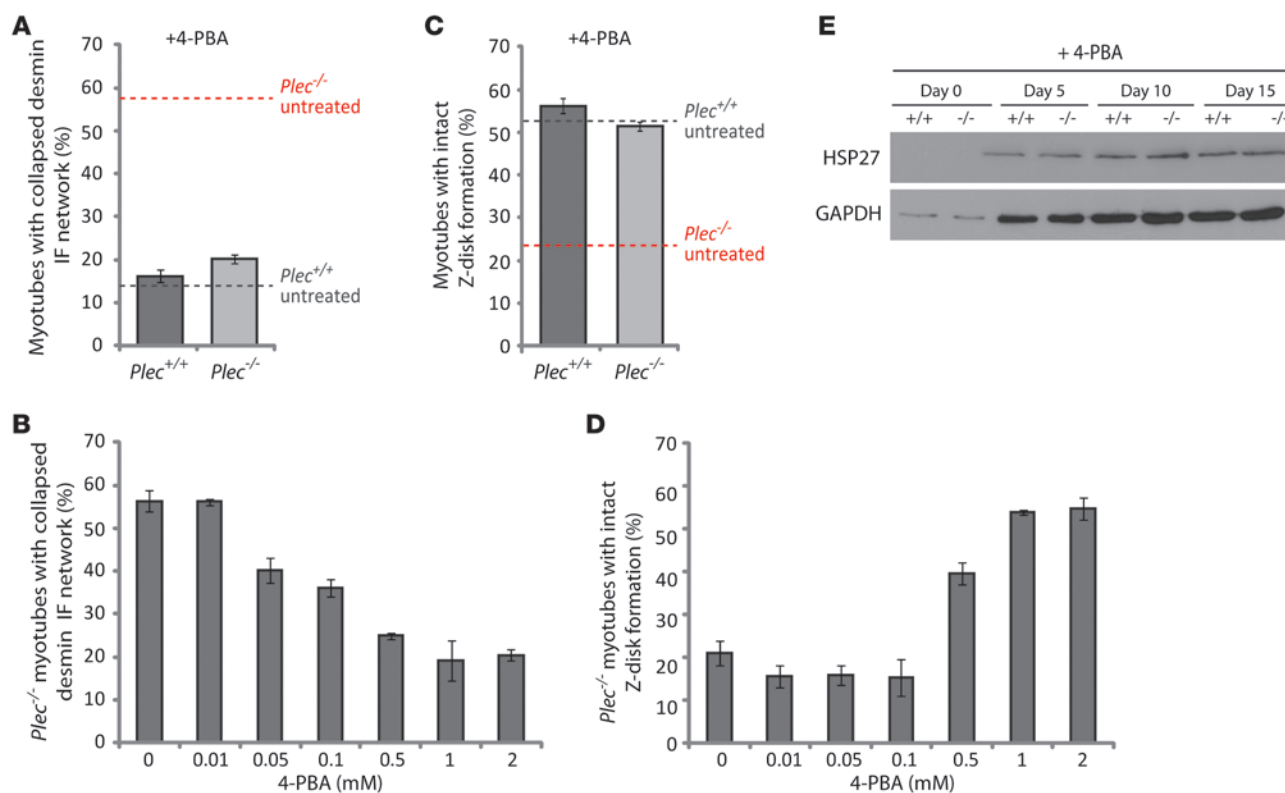 A
+4-PBA
Myotubes with collapsed desmin
IF network (%)
70
60
50
40
30
20
10
0
Plec-/-
untreated
Plec+/+
untreated
Plec+/+ Plec-/-
C
+4-PBA
Myotubes with intact
Z-disk formation (%)
70
60
50
40
30
20
10
0
Plec+/+
untreated
Plec-/-
untreated
Plec+/+ Plec-/-
E
+ 4-PBA
Day 0 Day 5 Day 10 Day 15
+/+ -/- +/+ -/- +/+ -/- +/+ -/-
HSP27
GAPDH
B
Plec-/- myotubes with collapsed
desmin IF network (%)
70
60
50
40
30
20
10
0
0 0.01 0.05 0.1 0.5 1 2
4-PBA (mM)
D
Plec-/- myotubes with intact
Z-disk formation (%)
70
60
50
40
30
20
10
0
0 0.01 0.05 0.1 0.5 1 2
4-PBA (mM)